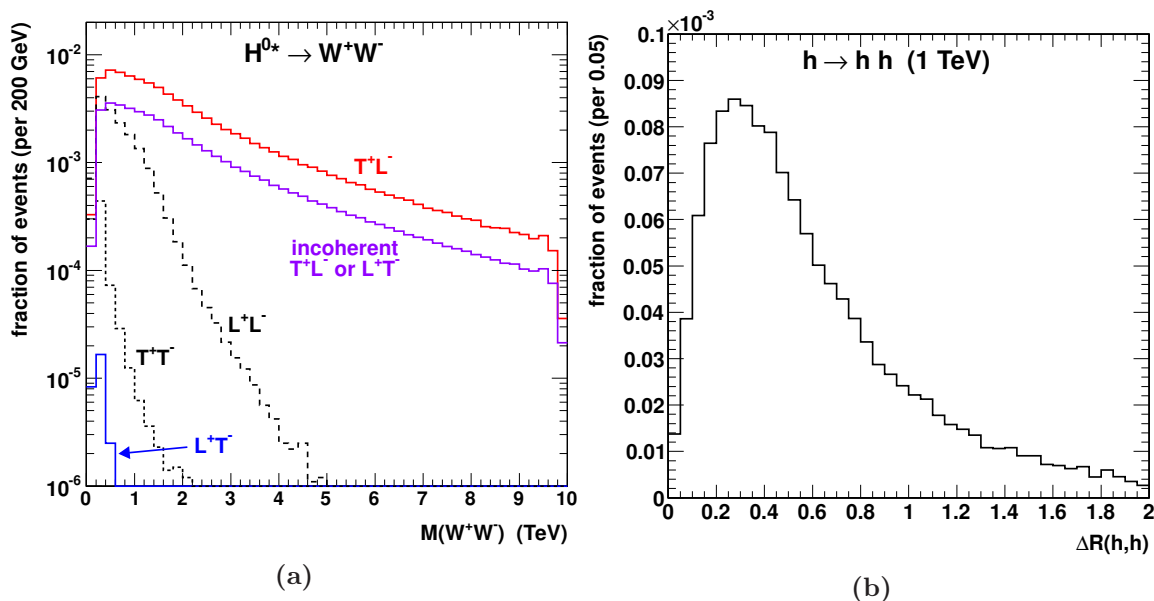 H⁰* → W⁺W⁻
fraction of events (per 200 GeV)
10⁻²
10⁻³
10⁻⁴
10⁻⁵
10⁻⁶
T⁺L⁻
incoherent
T⁺L⁻ or L⁺T⁻
L⁺L⁻
T⁺T⁻
L⁺T⁻
0 1 2 3 4 5 6 7 8 9 10
M(W⁺W⁻) (TeV)
(a)
×10⁻³
h → h h (1 TeV)
fraction of events (per 0.05)
0.1
0.09
0.08
0.07
0.06
0.05
0.04
0.03
0.02
0.01
0
0 0.2 0.4 0.6 0.8 1 1.2 1.4 1.6 1.8 2
ΔR(h,h)
(b)